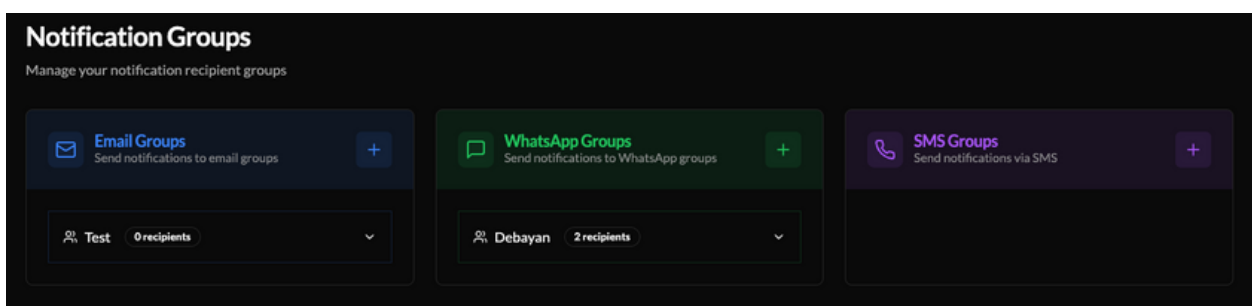 Notification Groups
Manage your notification recipient groups
Email Groups
Send notifications to email groups
WhatsApp Groups
Send notifications to WhatsApp groups
SMS Groups
Send notifications via SMS
Test 0 recipients
Debayan 2 recipients